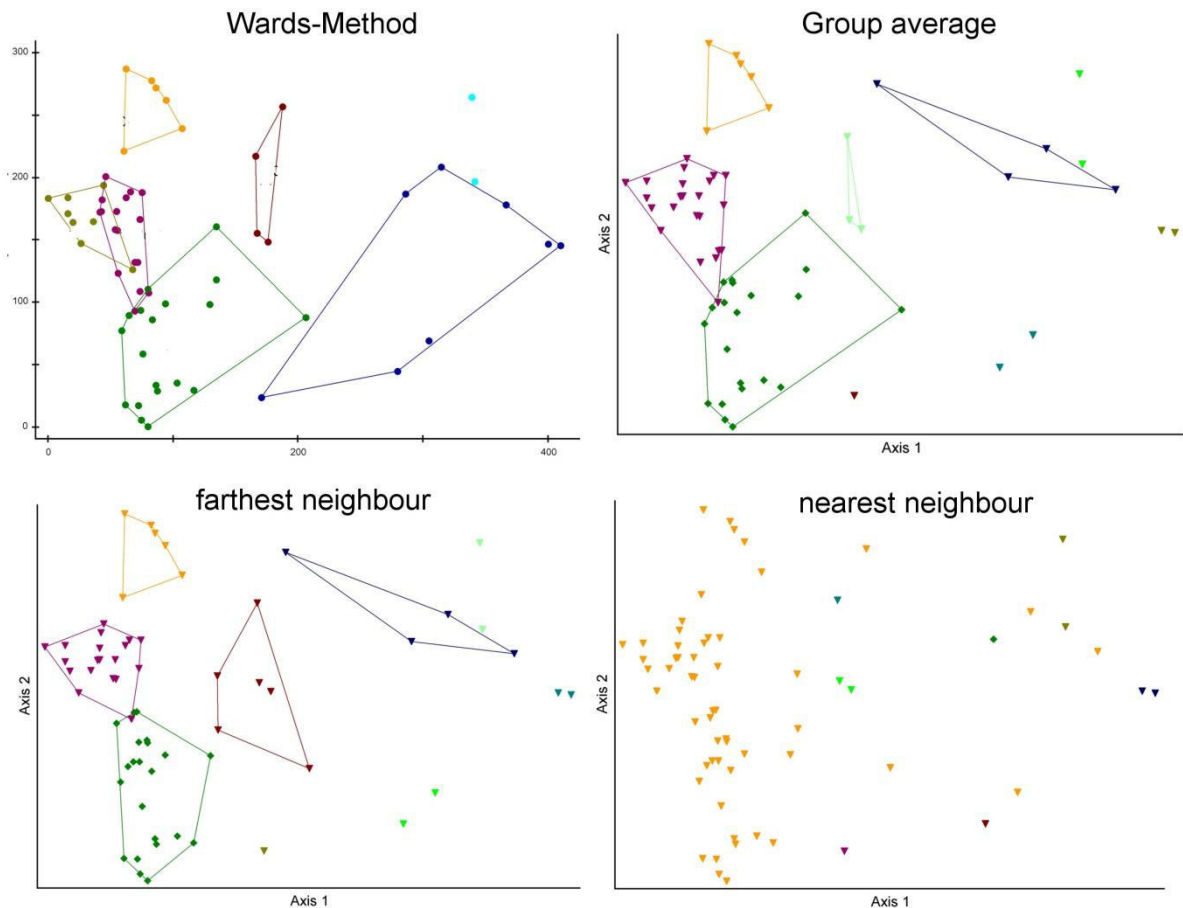 Wards-Method
300
200
100
0
0
200
400
Group average
Axis 2
Axis 1
farthest neighbour
Axis 2
Axis 1
nearest neighbour
Axis 2
Axis 1